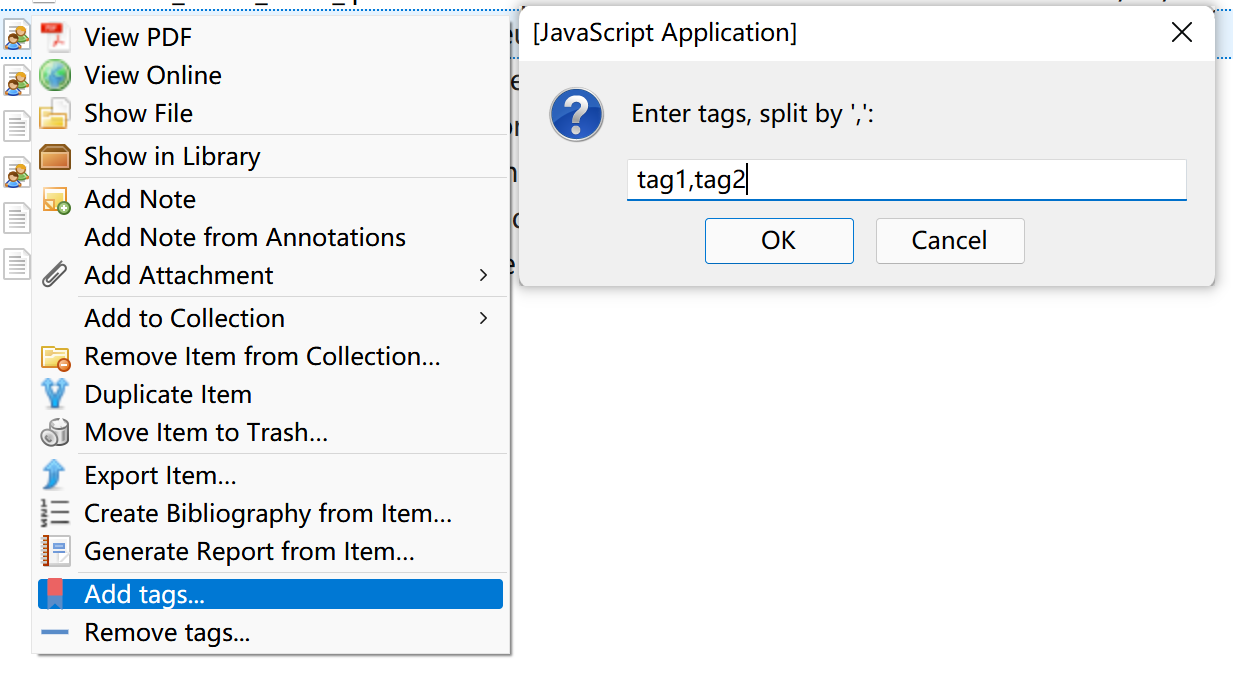 View PDF
View Online
Show File
Show in Library
Add Note
Add Note from Annotations
Add Attachment
Add to Collection
Remove Item from Collection...
Duplicate Item
Move Item to Trash...
Export Item...
Create Bibliography from Item...
Generate Report from Item...
Add tags...
Remove tags...
[JavaScript Application]
Enter tags, split by ',':
tag1,tag2
OK
Cancel